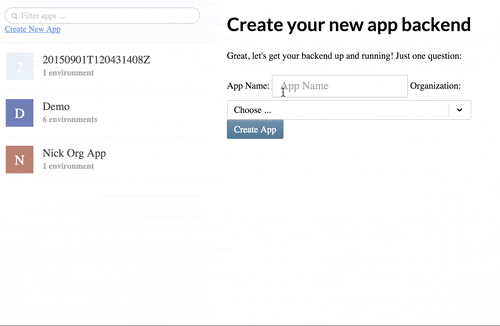 Filter apps ...
Create New App
20150901T120431408Z
1 environment
D
Demo
6 environments
N
Nick Org App
1 environment
Create your new app backend
Great, let's get your backend up and running! Just one question:
App Name: App Name Organization:
Choose ...
Create App